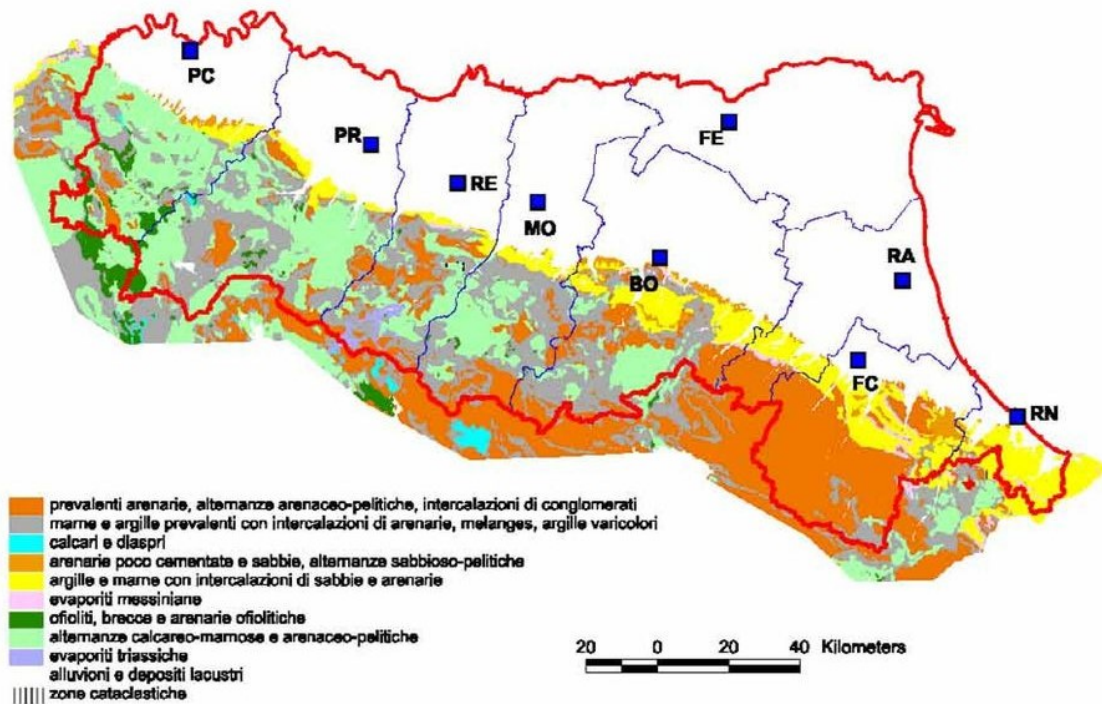 PC
PR
FE
RE
MO
BO
RA
FC
RN
prevalenti arenarie, alternanze arenaceo-pelitiche, intercalazioni di conglomerati
marne e argille prevalenti con intercalazioni di arenarie, melanges, argille varicolori
calcari e diaspri
arenarie poco cementate e sabbie, alternanze sabbioso-pelitiche
argille e marne con intercalazioni di sabbie e arenarie
evaporiti messiniane
ofioliti, brecce e arenarie ofiolitiche
alternanze calcareo-marnose e arenaceo-pelitiche
evaporiti triassiche
alluvioni e depositi lacustri
zone cataclastiche
20 0 20 40 Kilometers